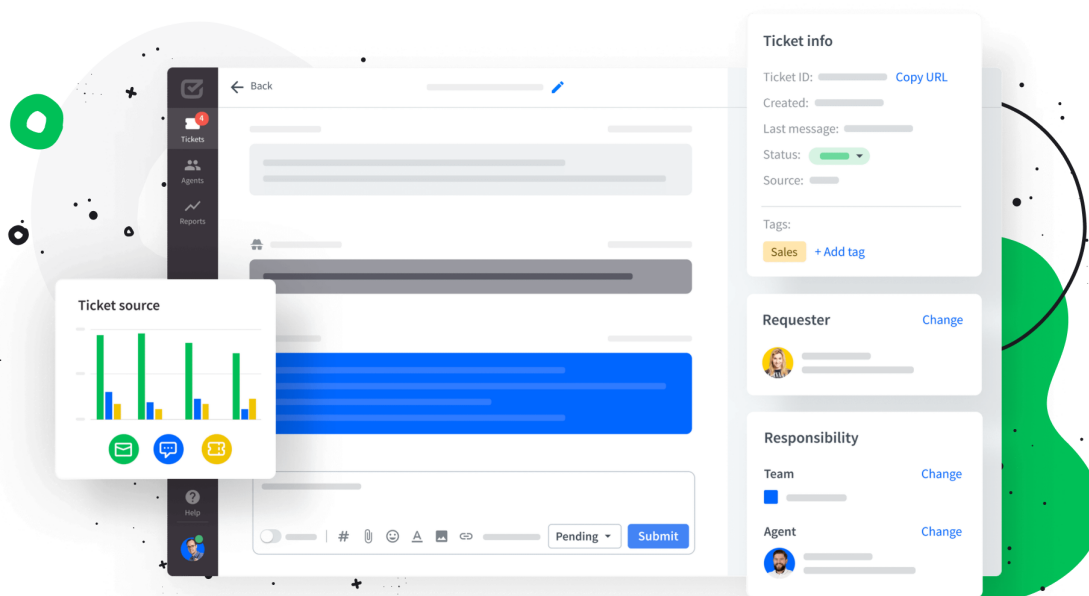 Back
4
Tickets
Agents
Reports
Ticket source
Help
# A
Pending
Submit
Ticket info
Ticket ID: Copy URL
Created:
Last message:
Status:
Source:
Tags:
Sales + Add tag
Requester Change
Responsibility
Team Change
Agent Change